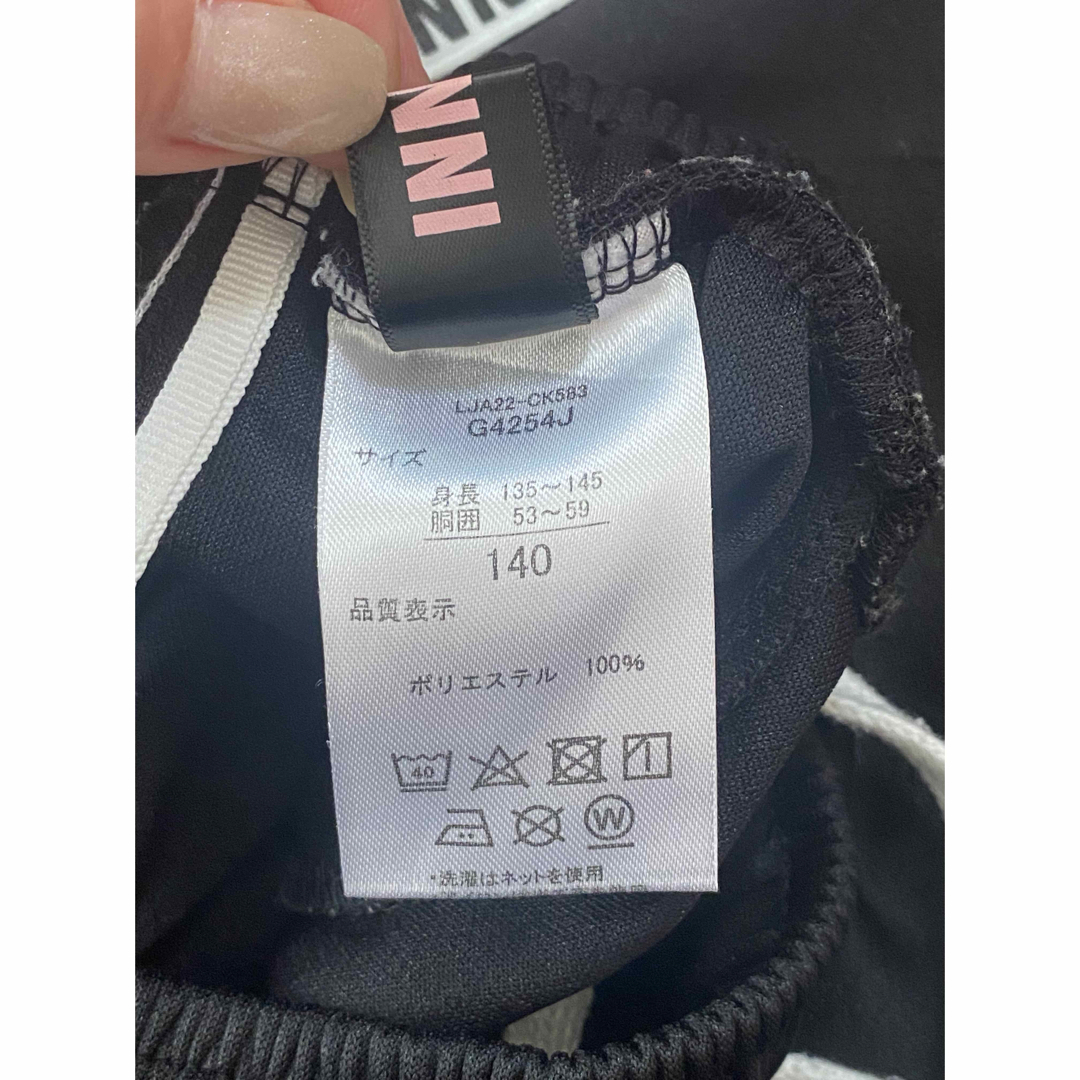 NNI
LJA22-CK583
G4254J
サイズ
身長 135～145
胴囲 53～59
140
品質表示
ポリエステル 100%
40
W
*洗濯はネットを使用